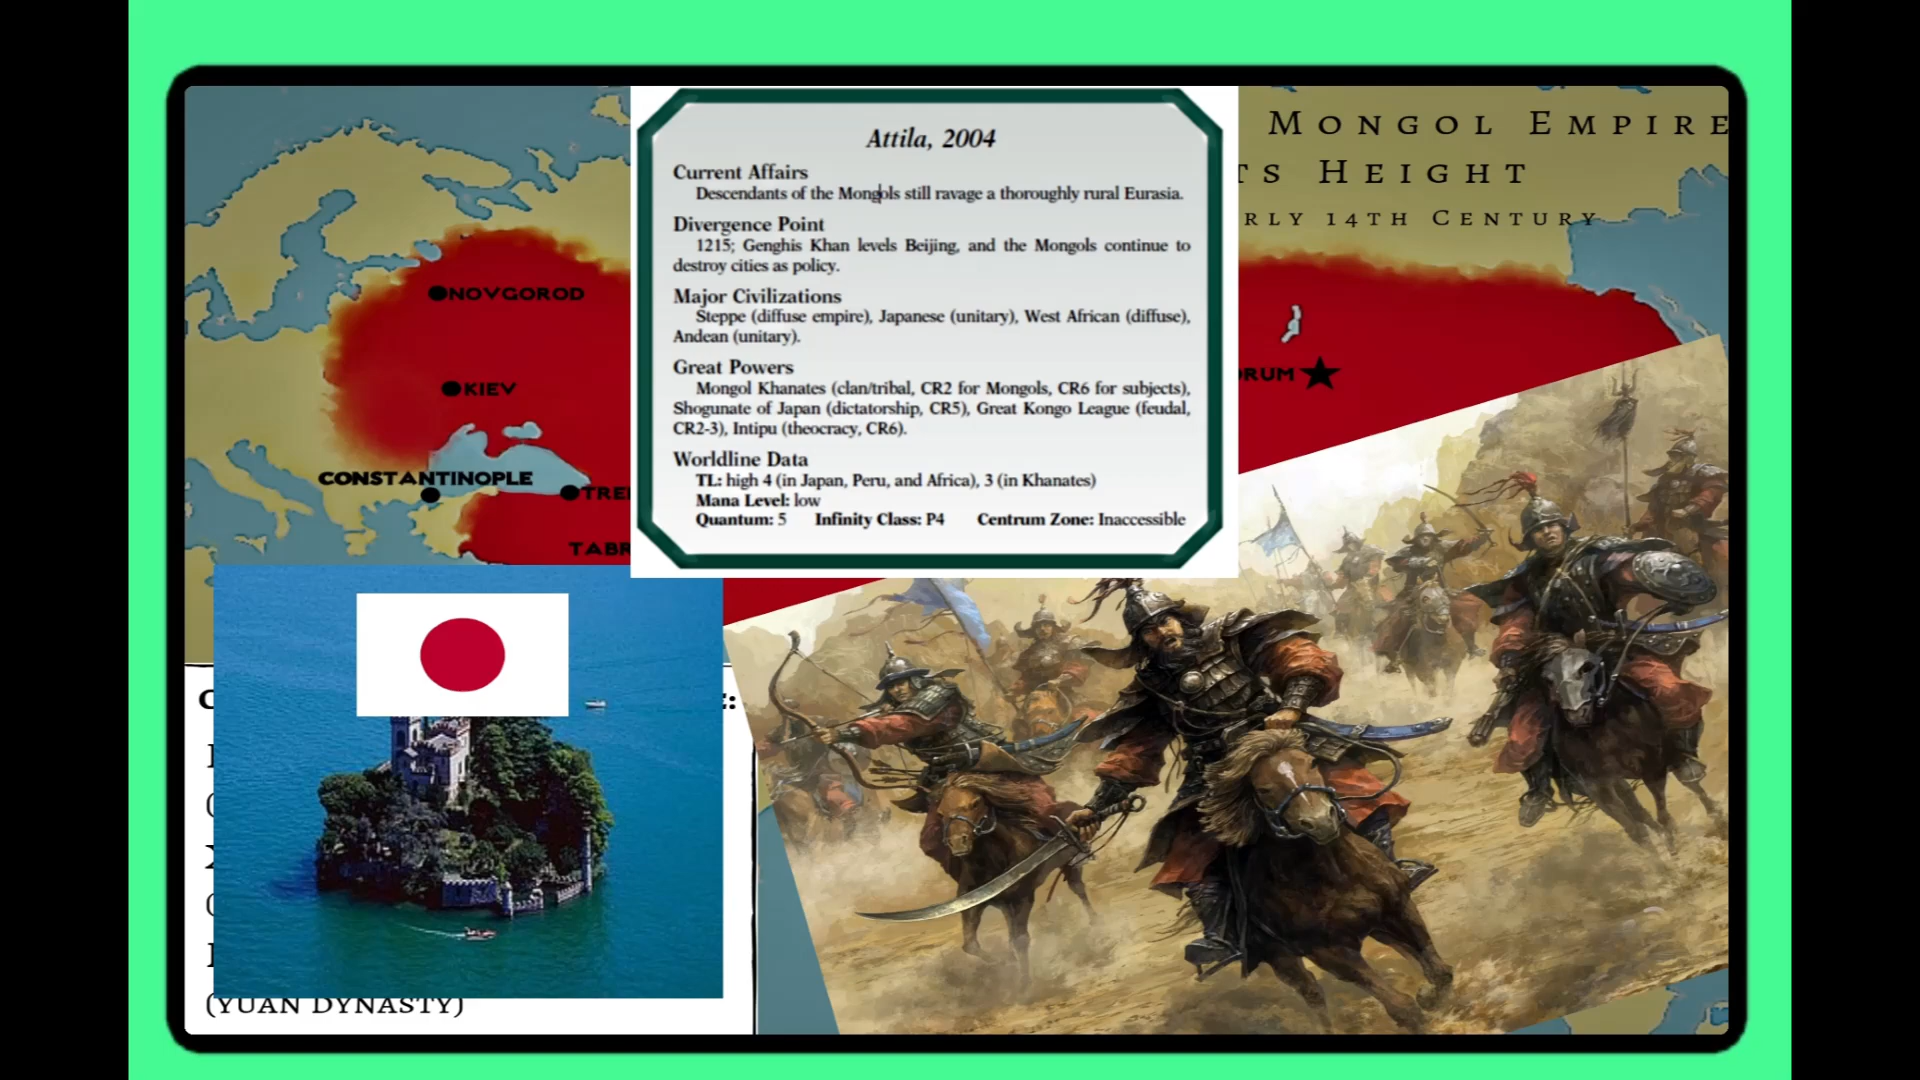 Attila, 2004
Current Affairs
Descendants of the Mongols still ravage a thoroughly rural Eurasia.
Divergence Point
1215; Genghis Khan levels Beijing, and the Mongols continue to
destroy cities as policy.
Major Civilizations
Steppe (diffuse empire), Japanese (unitary), West African (diffuse),
Andean (unitary).
Great Powers
Mongol Khanates (clan/tribal, CR2 for Mongols, CR6 for subjects),
Shogunate of Japan (dictatorship, CR5), Great Kongo League (feudal,
CR2-3), Intipu (theocracy, CR6).
Worldline Data
TL: high 4 (in Japan, Peru, and Africa), 3 (in Khanates)
Mana Level: low
Quantum: 5 Infinity Class: P4 Centrum Zone: Inaccessible
MONGOL EMPIRE
TS HEIGHT
RLY 14TH CENTURY
NOVGOROD
KIEV
CONSTANTINOPLE
TRE
TABR
ORUM
(YUAN DYNASTY)